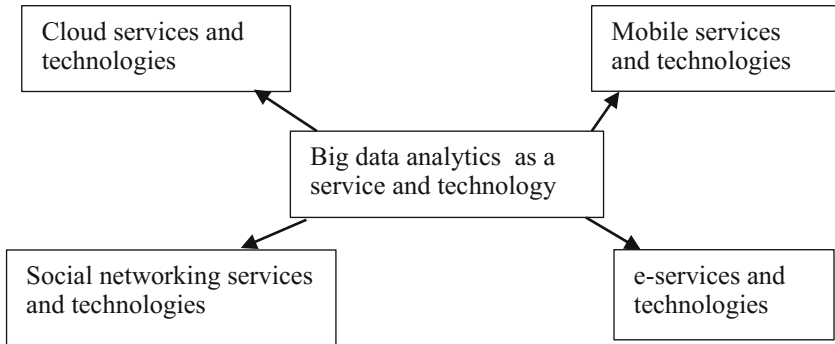 Cloud services and
technologies
Mobile services
and technologies
Big data analytics  as a
service and technology
Social networking services
and technologies
e-services and
technologies